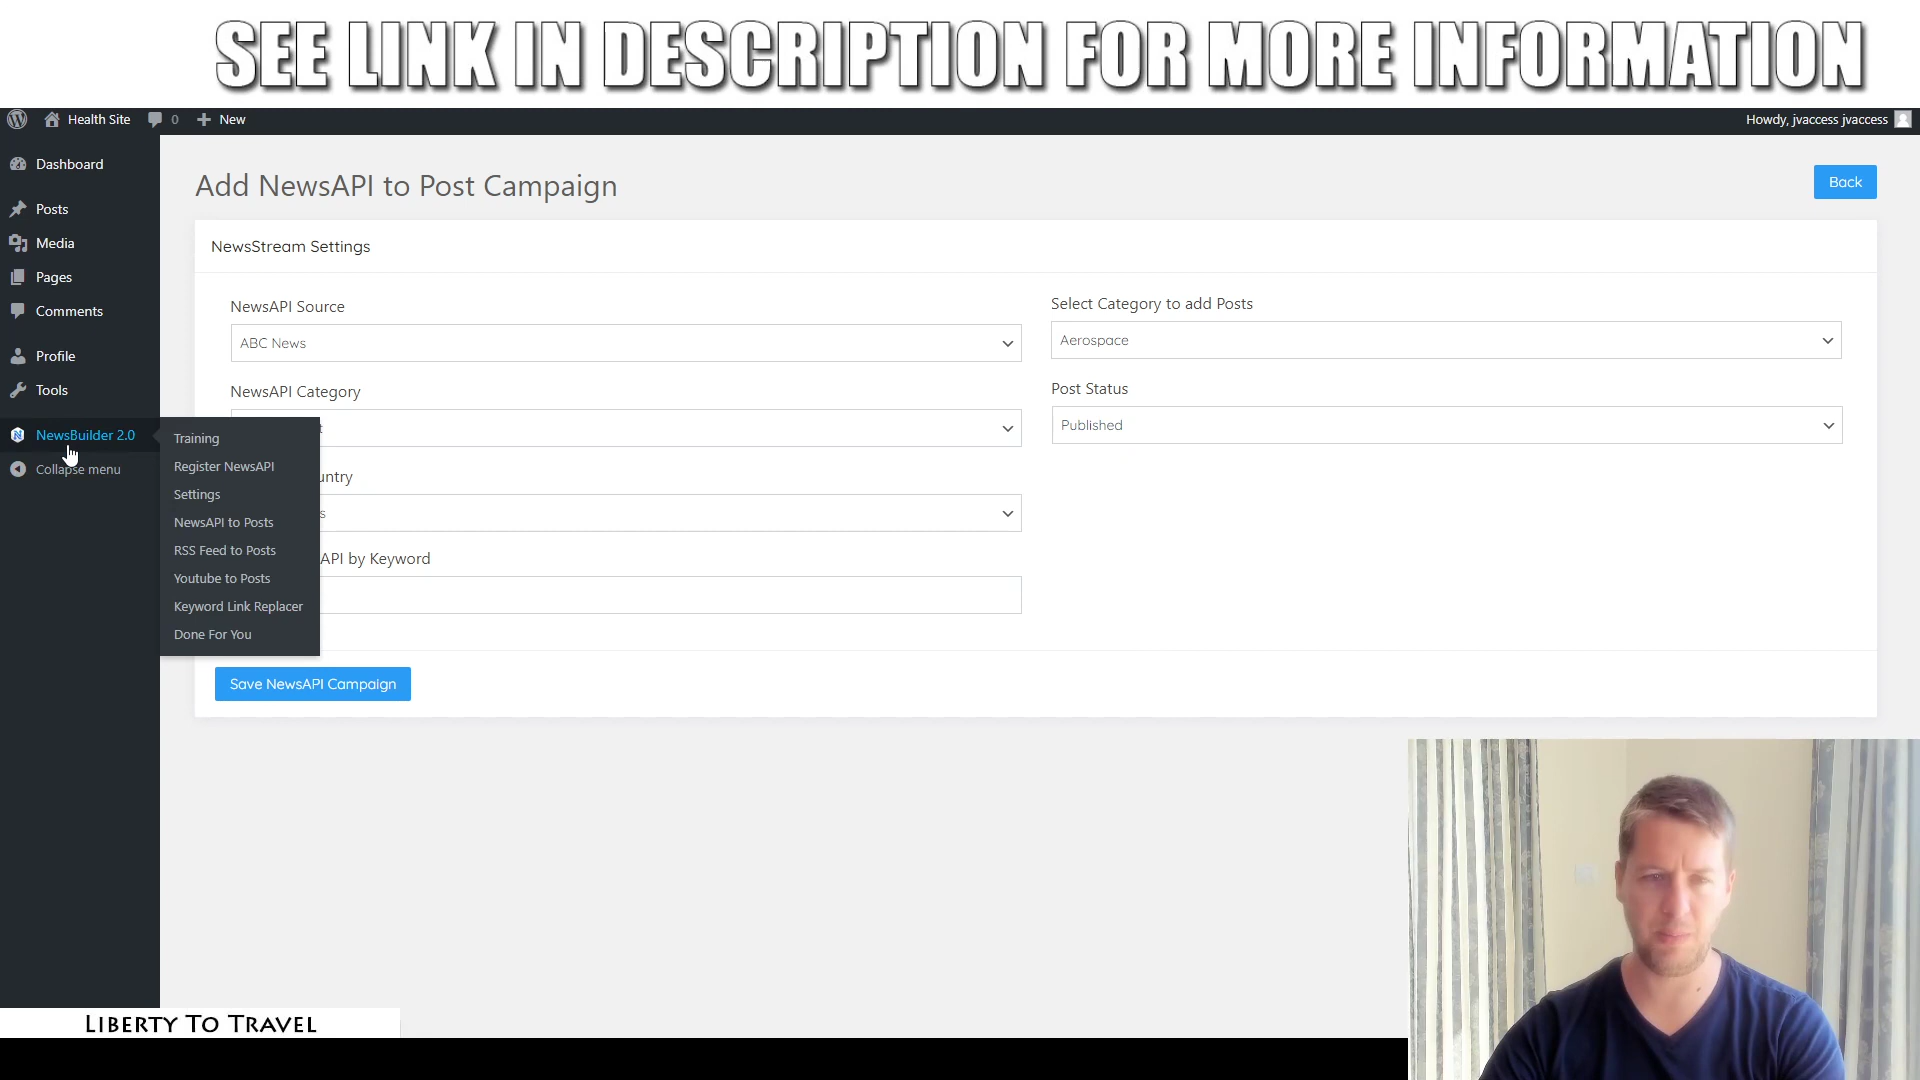 SEE LINK IN DESCRIPTION FOR MORE INFORMATION
Health Site 0 New
Howdy, jvaccess jvaccess
Dashboard
Posts
Media
Pages
Comments
Profile
Tools
NewsBuilder 2.0
Collapse menu
Training
Register NewsAPI
Settings
NewsAPI to Posts
RSS Feed to Posts
Youtube to Posts
Keyword Link Replacer
Done For You
Add NewsAPI to Post Campaign
Back
NewsStream Settings
NewsAPI Source
ABC News
NewsAPI Category
Select Category to add Posts
Aerospace
Post Status
Published
API by Keyword
Save NewsAPI Campaign
LIBERTY TO TRAVEL